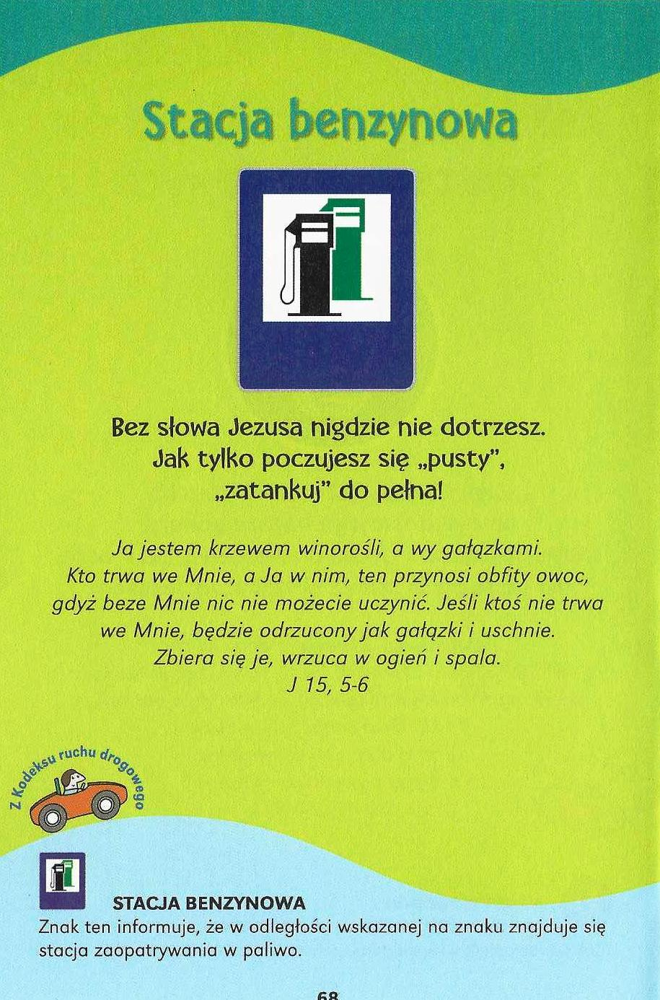 Stacja benzynowa
Bez słowa Jezusa nigdzie nie dotrzesz.
Jak tylko poczujesz się „pusty”,
„zatankuj” do pełna!
Ja jestem krzewem winorośli, a wy gałązkami.
Kto trwa we Mnie, a Ja w nim, ten przynosi obfity owoc,
gdyż beze Mnie nic nie możecie uczynić. Jeśli ktoś nie trwa
we Mnie, będzie odrzucony jak gałązki i uschnie.
Zbiera się je, wrzuca w ogień i spala.
J 15, 5-6
Z Kodeksu ruchu drogowego
STACJA BENZYNOWA
Znak ten informuje, że w odległości wskazanej na znaku znajduje się
stacja zaopatrywania w paliwo.
68